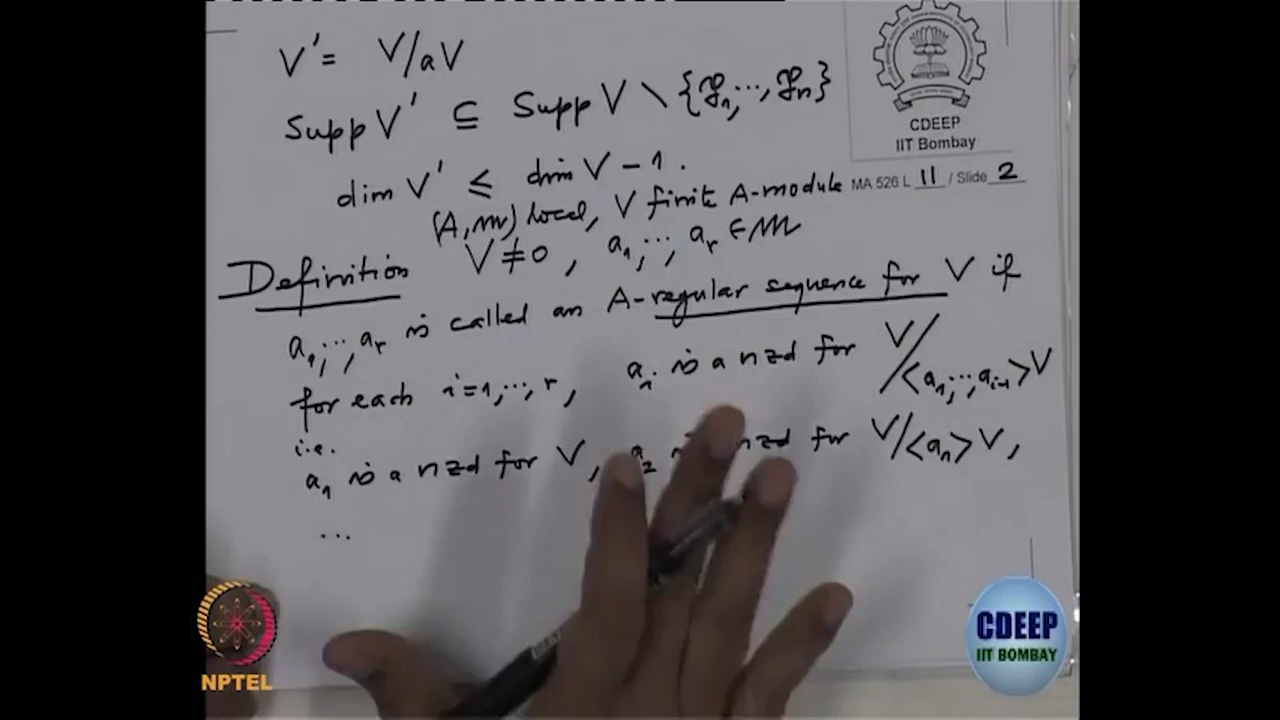 V' = V/aV
Supp V' ⊆ Supp V \ {𝔭₁, ..., 𝔭ₙ}
dim V' ≤ dim V − 1.
CDEEP
IIT Bombay
MA 526 L 11 / Slide 2
(A, m) local, V finite A-module
Definition V ≠ 0, a₁, ..., aᵣ ∈ m
a₁, ..., aᵣ is called an A-regular sequence for V if
for each i=1, ..., r, aᵢ is a nzd for V/<a₁, ..., aᵢ₋₁>V
i.e.
a₁ is a nzd for V, a₂ nzd for V/<a₁>V,
...
NPTEL
CDEEP
IIT BOMBAY